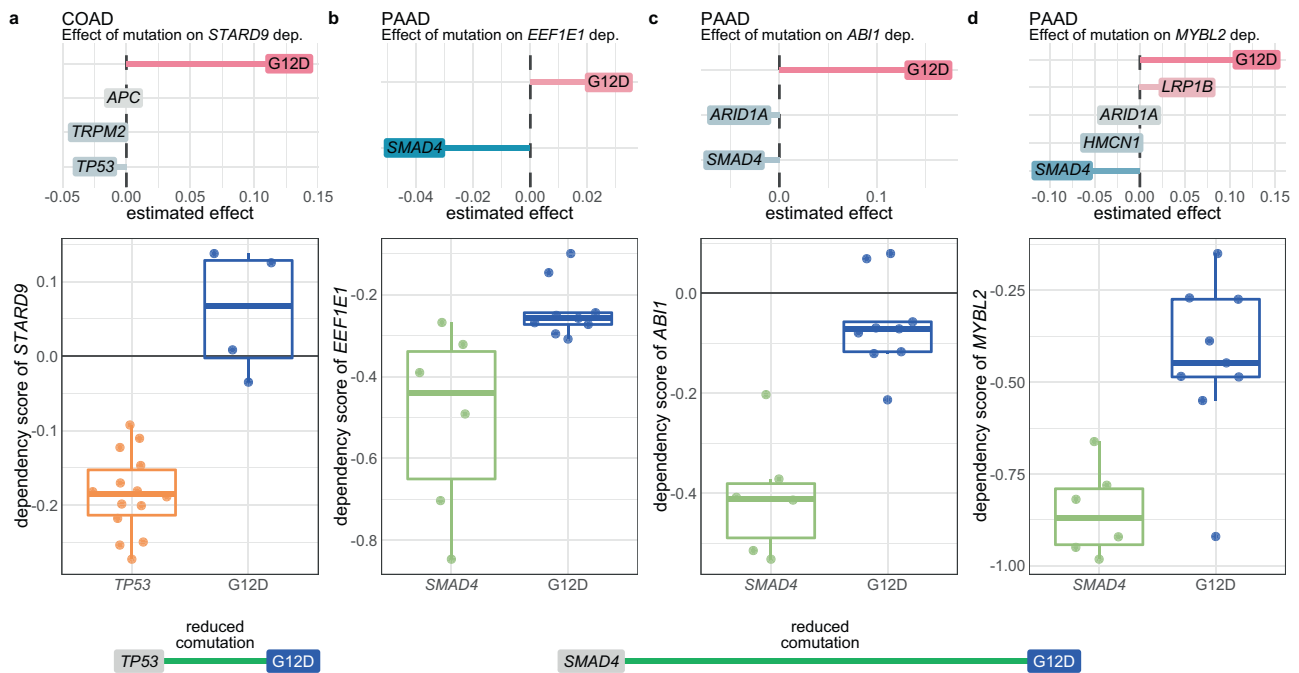 a
COAD
Effect of mutation on STARD9 dep.
G12D
APC
TRPM2
TP53
-0.05 0.00 0.05 0.10 0.15
estimated effect
b
PAAD
Effect of mutation on EEF1E1 dep.
G12D
SMAD4
-0.04 -0.02 0.00 0.02
estimated effect
c
PAAD
Effect of mutation on ABI1 dep.
G12D
ARID1A
SMAD4
0.0 0.1
estimated effect
d
PAAD
Effect of mutation on MYBL2 dep.
G12D
LRP1B
ARID1A
HMCN1
SMAD4
-0.10 -0.05 0.00 0.05 0.10 0.15
estimated effect
dependency score of STARD9
0.1
0.0
-0.1
-0.2
TP53 G12D
dependency score of EEF1E1
-0.2
-0.4
-0.6
-0.8
SMAD4 G12D
dependency score of ABI1
0.0
-0.2
-0.4
SMAD4 G12D
dependency score of MYBL2
-0.25
-0.50
-0.75
-1.00
SMAD4 G12D
reduced
comutation
TP53 G12D
reduced
comutation
SMAD4 G12D